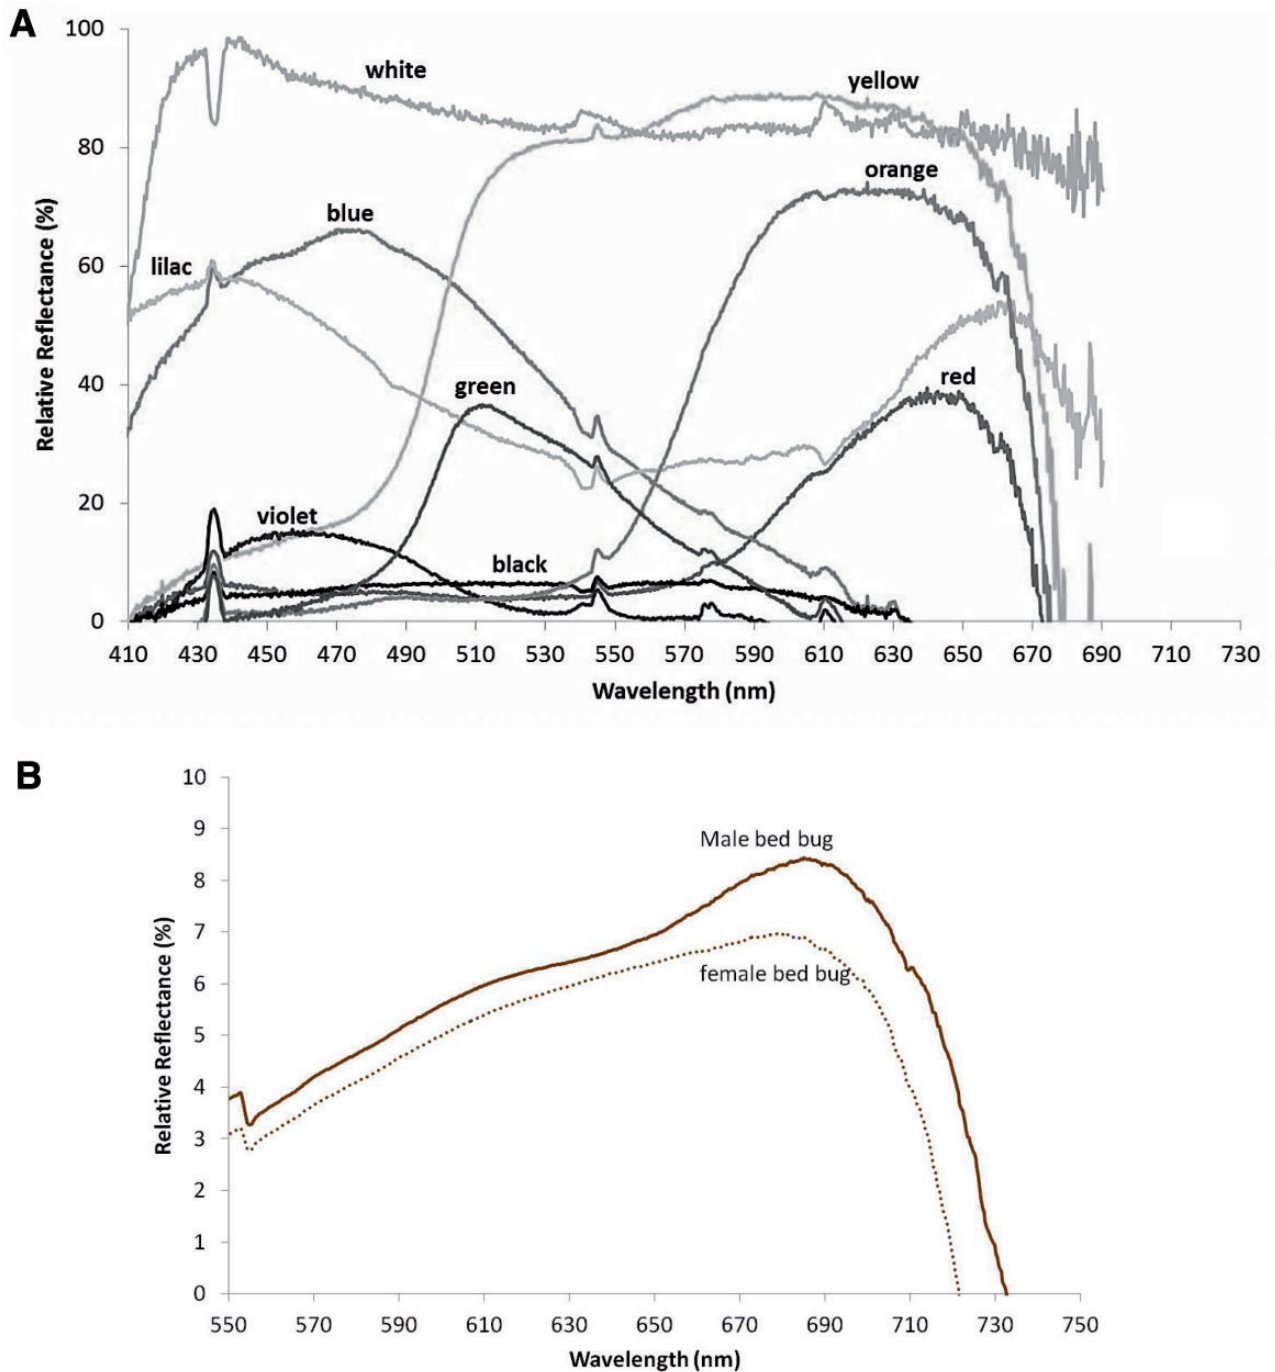 A
100
80
60
40
20
0
Relative Reflectance (%)
white
yellow
orange
blue
lilac
green
red
violet
black
410 430 450 470 490 510 530 550 570 590 610 630 650 670 690 710 730
Wavelength (nm)
B
10
9
8
7
6
5
4
3
2
1
0
Relative Reflectance (%)
Male bed bug
female bed bug
550 570 590 610 630 650 670 690 710 730 750
Wavelength (nm)